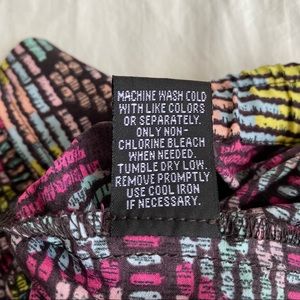 MACHINE WASH COLD
WITH LIKE COLORS
OR SEPARATELY.
ONLY NON-
CHLORINE BLEACH
WHEN NEEDED.
TUMBLE DRY LOW.
REMOVE PROMPTLY
USE COOL IRON
IF NECESSARY.